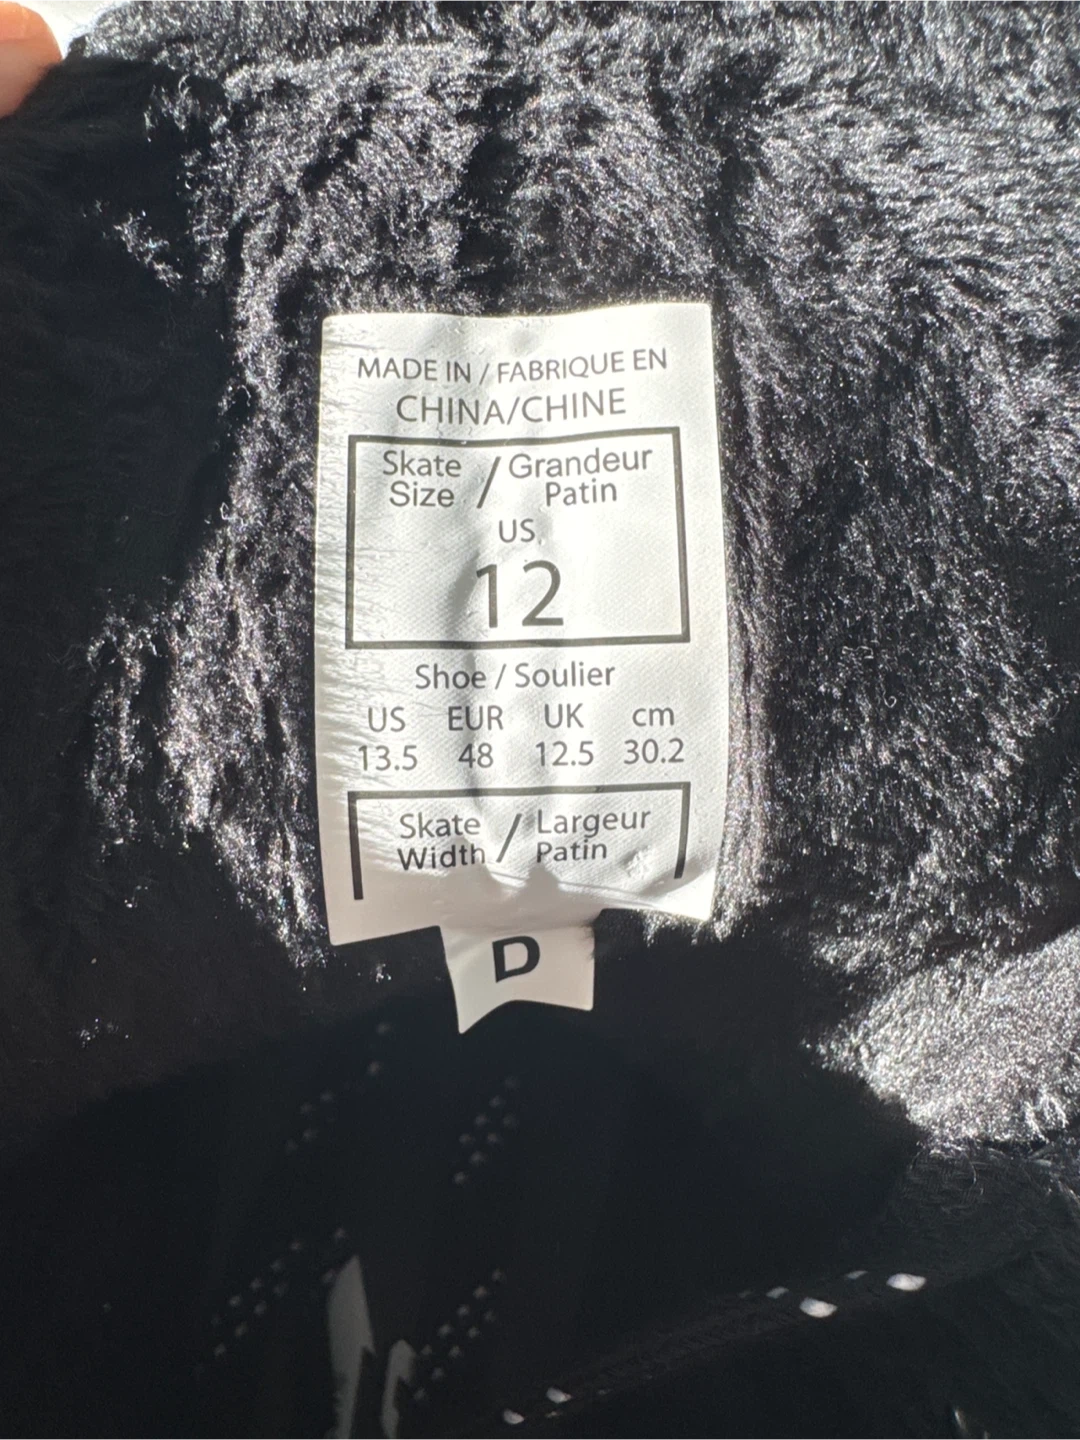 MADE IN / FABRIQUE EN
CHINA/CHINE
Skate Size / Grandeur Patin
US
12
Shoe / Soulier
US EUR UK cm
13.5 48 12.5 30.2
Skate Width / Largeur Patin
D